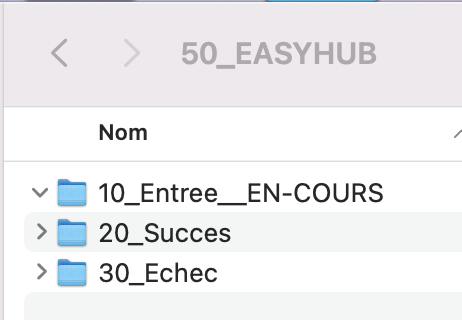 50_EASYHUB
Nom
10_Entree__EN-COURS
20_Succes
30_Echec